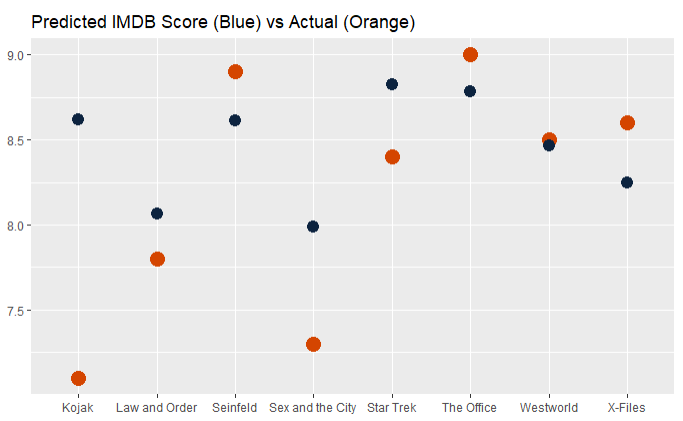 Predicted IMDB Score (Blue) vs Actual (Orange)
9.0
8.5
8.0
7.5
Kojak Law and Order Seinfeld Sex and the City Star Trek The Office Westworld X-Files